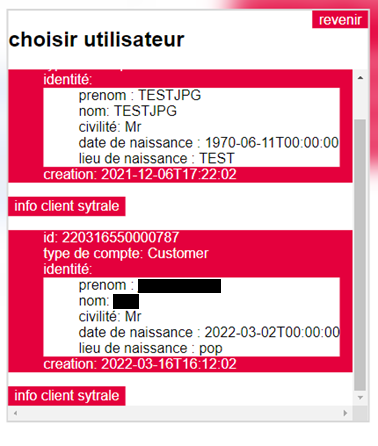 revenir
choisir utilisateur
identité:
prenom : TESTJPG
nom: TESTJPG
civilité: Mr
date de naissance : 1970-06-11T00:00:00
lieu de naissance : TEST
creation: 2021-12-06T17:22:02
info client sytrale
id: 220316550000787
type de compte: Customer
identité:
prenom :
nom:
civilité: Mr
date de naissance : 2022-03-02T00:00:00
lieu de naissance : pop
creation: 2022-03-16T16:12:02
info client sytrale